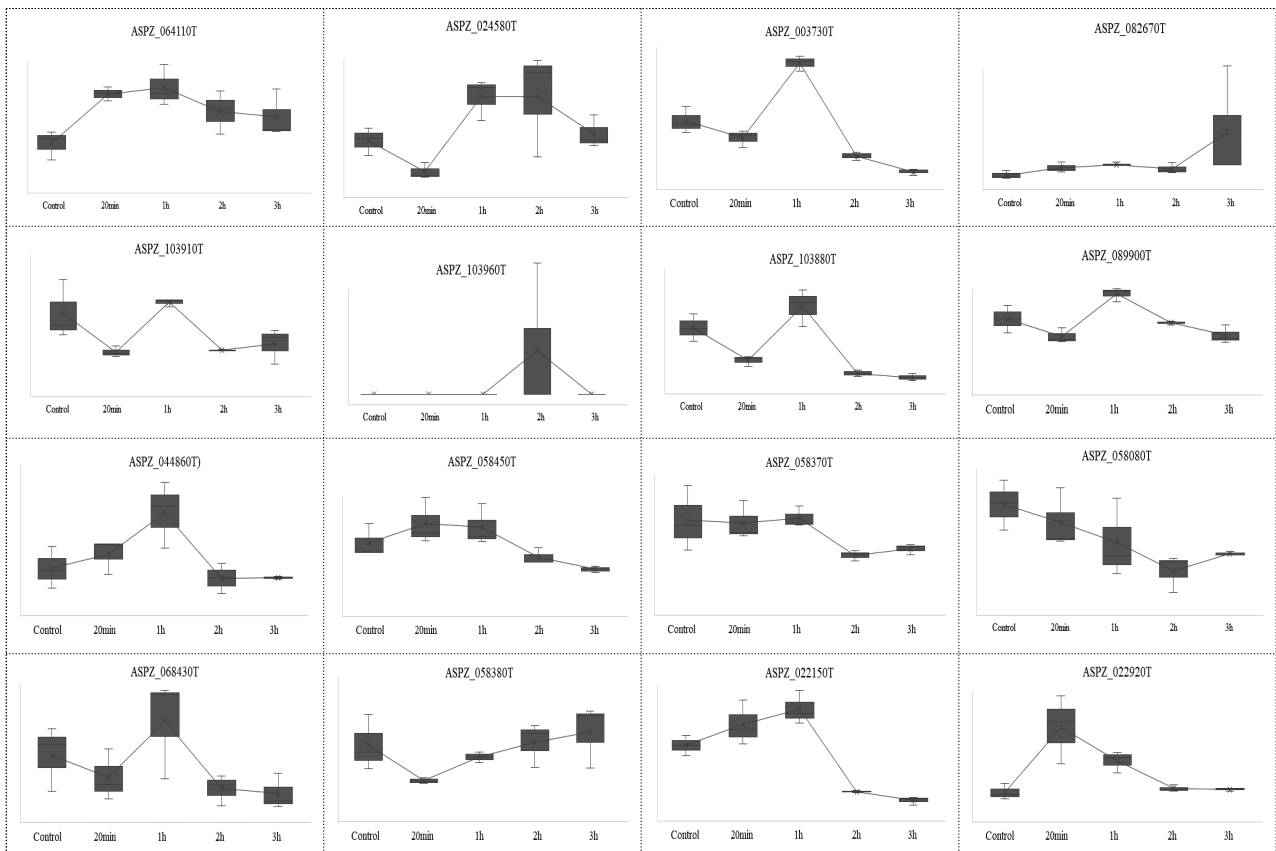 ASPZ_064110T
Control 20min 1h 2h 3h
ASPZ_024580T
Control 20min 1h 2h 3h
ASPZ_003730T
Control 20min 1h 2h 3h
ASPZ_082670T
Control 20min 1h 2h 3h
ASPZ_103910T
Control 20min 1h 2h 3h
ASPZ_103960T
Control 20min 1h 2h 3h
ASPZ_103880T
Control 20min 1h 2h 3h
ASPZ_089900T
Control 20min 1h 2h 3h
ASPZ_044860T)
Control 20min 1h 2h 3h
ASPZ_058450T
Control 20min 1h 2h 3h
ASPZ_058370T
Control 20min 1h 2h 3h
ASPZ_058080T
Control 20min 1h 2h 3h
ASPZ_068430T
Control 20min 1h 2h 3h
ASPZ_058380T
Control 20min 1h 2h 3h
ASPZ_022150T
Control 20min 1h 2h 3h
ASPZ_022920T
Control 20min 1h 2h 3h